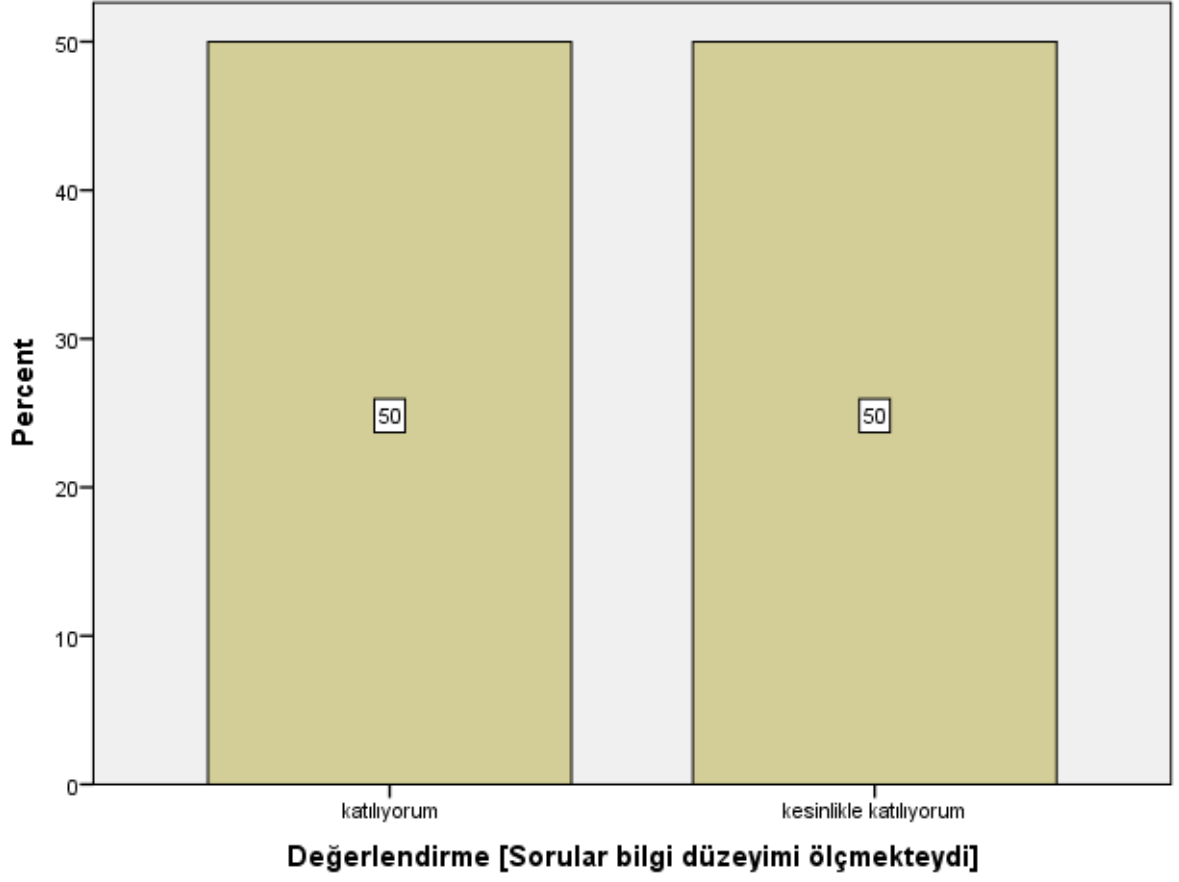 50
40
30
20
10
0
Percent
50
50
katılıyorum
kesinlikle katılıyorum
Değerlendirme [Sorular bilgi düzeyimi ölçmekteydi]